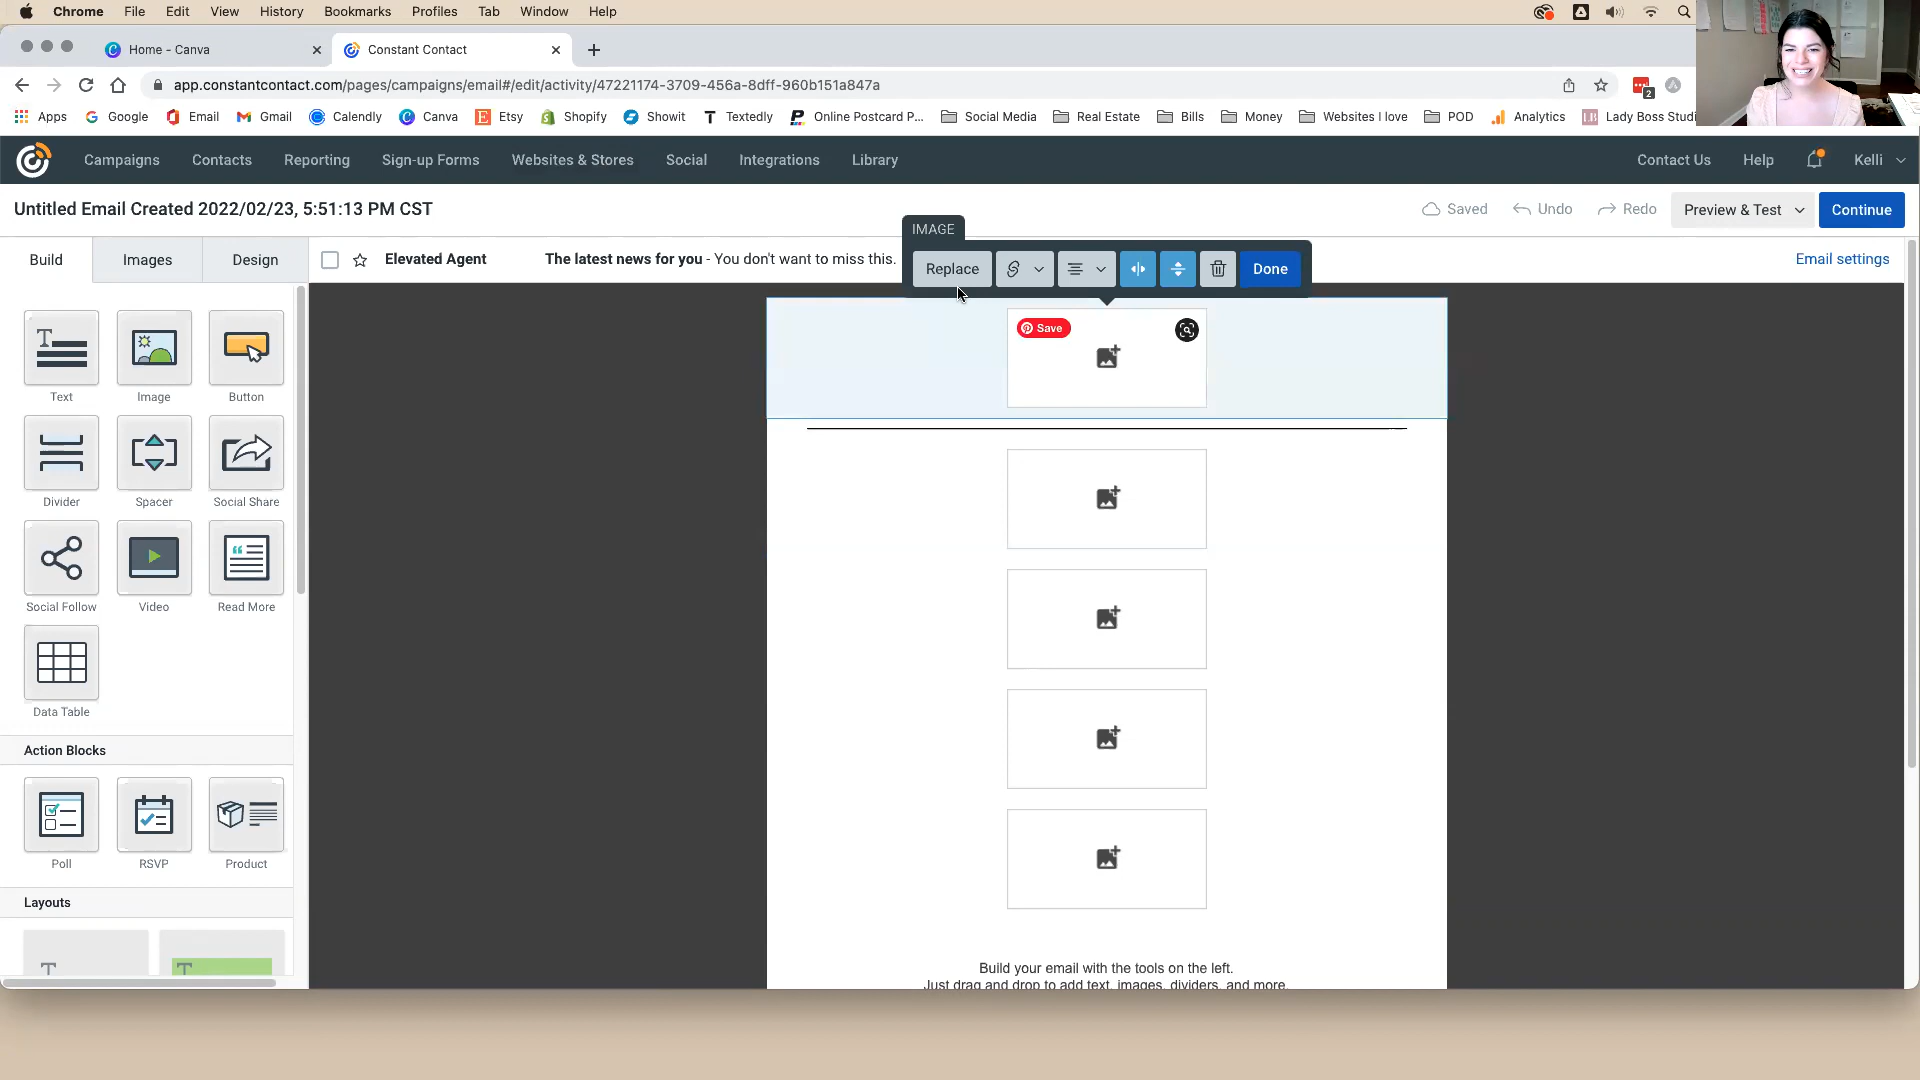 Chrome File Edit View History Bookmarks Profiles Tab Window Help
Home - Canva
Constant Contact
app.constantcontact.com/pages/campaigns/email#/edit/activity/47221174-3709-456a-8dff-960b151a847a
2
Apps Google Email Gmail Calendly Canva Etsy Shopify Showit Textedly Online Postcard P... Social Media Real Estate Bills Money Websites I love POD Analytics Lady Boss Studi
Campaigns Contacts Reporting Sign-up Forms Websites & Stores Social Integrations Library Contact Us Help Kelli
Untitled Email Created 2022/02/23, 5:51:13 PM CST
Saved Undo Redo Preview & Test Continue
IMAGE
Build Images Design
Elevated Agent The latest news for you - You don't want to miss this.
Replace Done
Email settings
Save
Text Image Button
Divider Spacer Social Share
Social Follow Video Read More
Data Table
Action Blocks
Poll RSVP Product
Layouts
T T
Build your email with the tools on the left.
Just drag and drop to add text, images, dividers, and more.